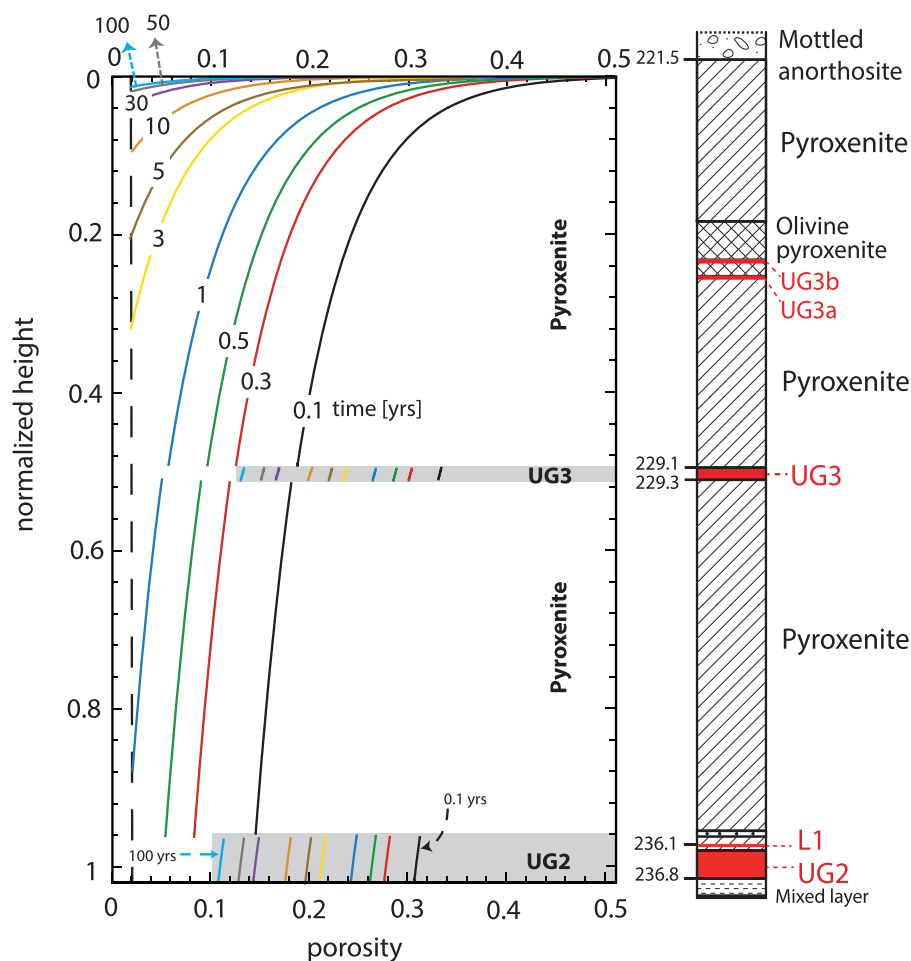 100
50
0
0.1
0.2
0.3
0.4
0.5
0
0.2
0.4
0.6
0.8
1
normalized height
30
10
5
3
1
0.5
0.3
0.1 time [yrs]
Pyroxenite
UG3
Pyroxenite
0.1 yrs
100 yrs
UG2
0
0.1
0.2
0.3
0.4
0.5
porosity
221.5
229.1
229.3
236.1
236.8
Mottled
anorthosite
Pyroxenite
Olivine
pyroxenite
UG3b
UG3a
Pyroxenite
UG3
Pyroxenite
L1
UG2
Mixed layer